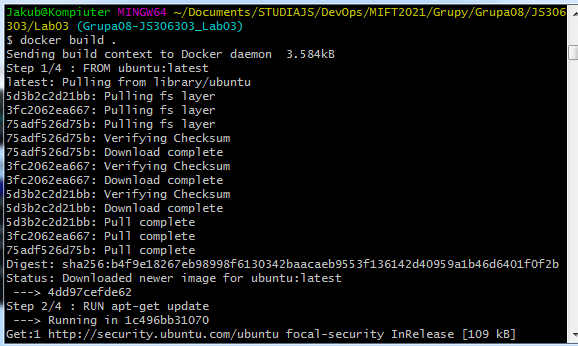 Jakub@Kompiuter MINGW64 ~/Documents/STUDIAJS/DevOps/MIFT2021/Grupy/Grupa08/JS306
303/Lab03 (Grupa08-JS306303_Lab03)
$ docker build .
Sending build context to Docker daemon  3.584kB
Step 1/4 : FROM ubuntu:latest
latest: Pulling from library/ubuntu
5d3b2c2d21bb: Pulling fs layer
3fc2062ea667: Pulling fs layer
75adf526d75b: Pulling fs layer
75adf526d75b: Verifying Checksum
75adf526d75b: Download complete
3fc2062ea667: Verifying Checksum
3fc2062ea667: Download complete
5d3b2c2d21bb: Verifying Checksum
5d3b2c2d21bb: Download complete
5d3b2c2d21bb: Pull complete
3fc2062ea667: Pull complete
75adf526d75b: Pull complete
Digest: sha256:b4f9e18267eb98998f6130342baacaeb9553f136142d40959a1b46d6401f0f2b
Status: Downloaded newer image for ubuntu:latest
 ---> 4dd97cefde62
Step 2/4 : RUN apt-get update
 ---> Running in 1c496bb31070
Get:1 http://security.ubuntu.com/ubuntu focal-security InRelease [109 kB]